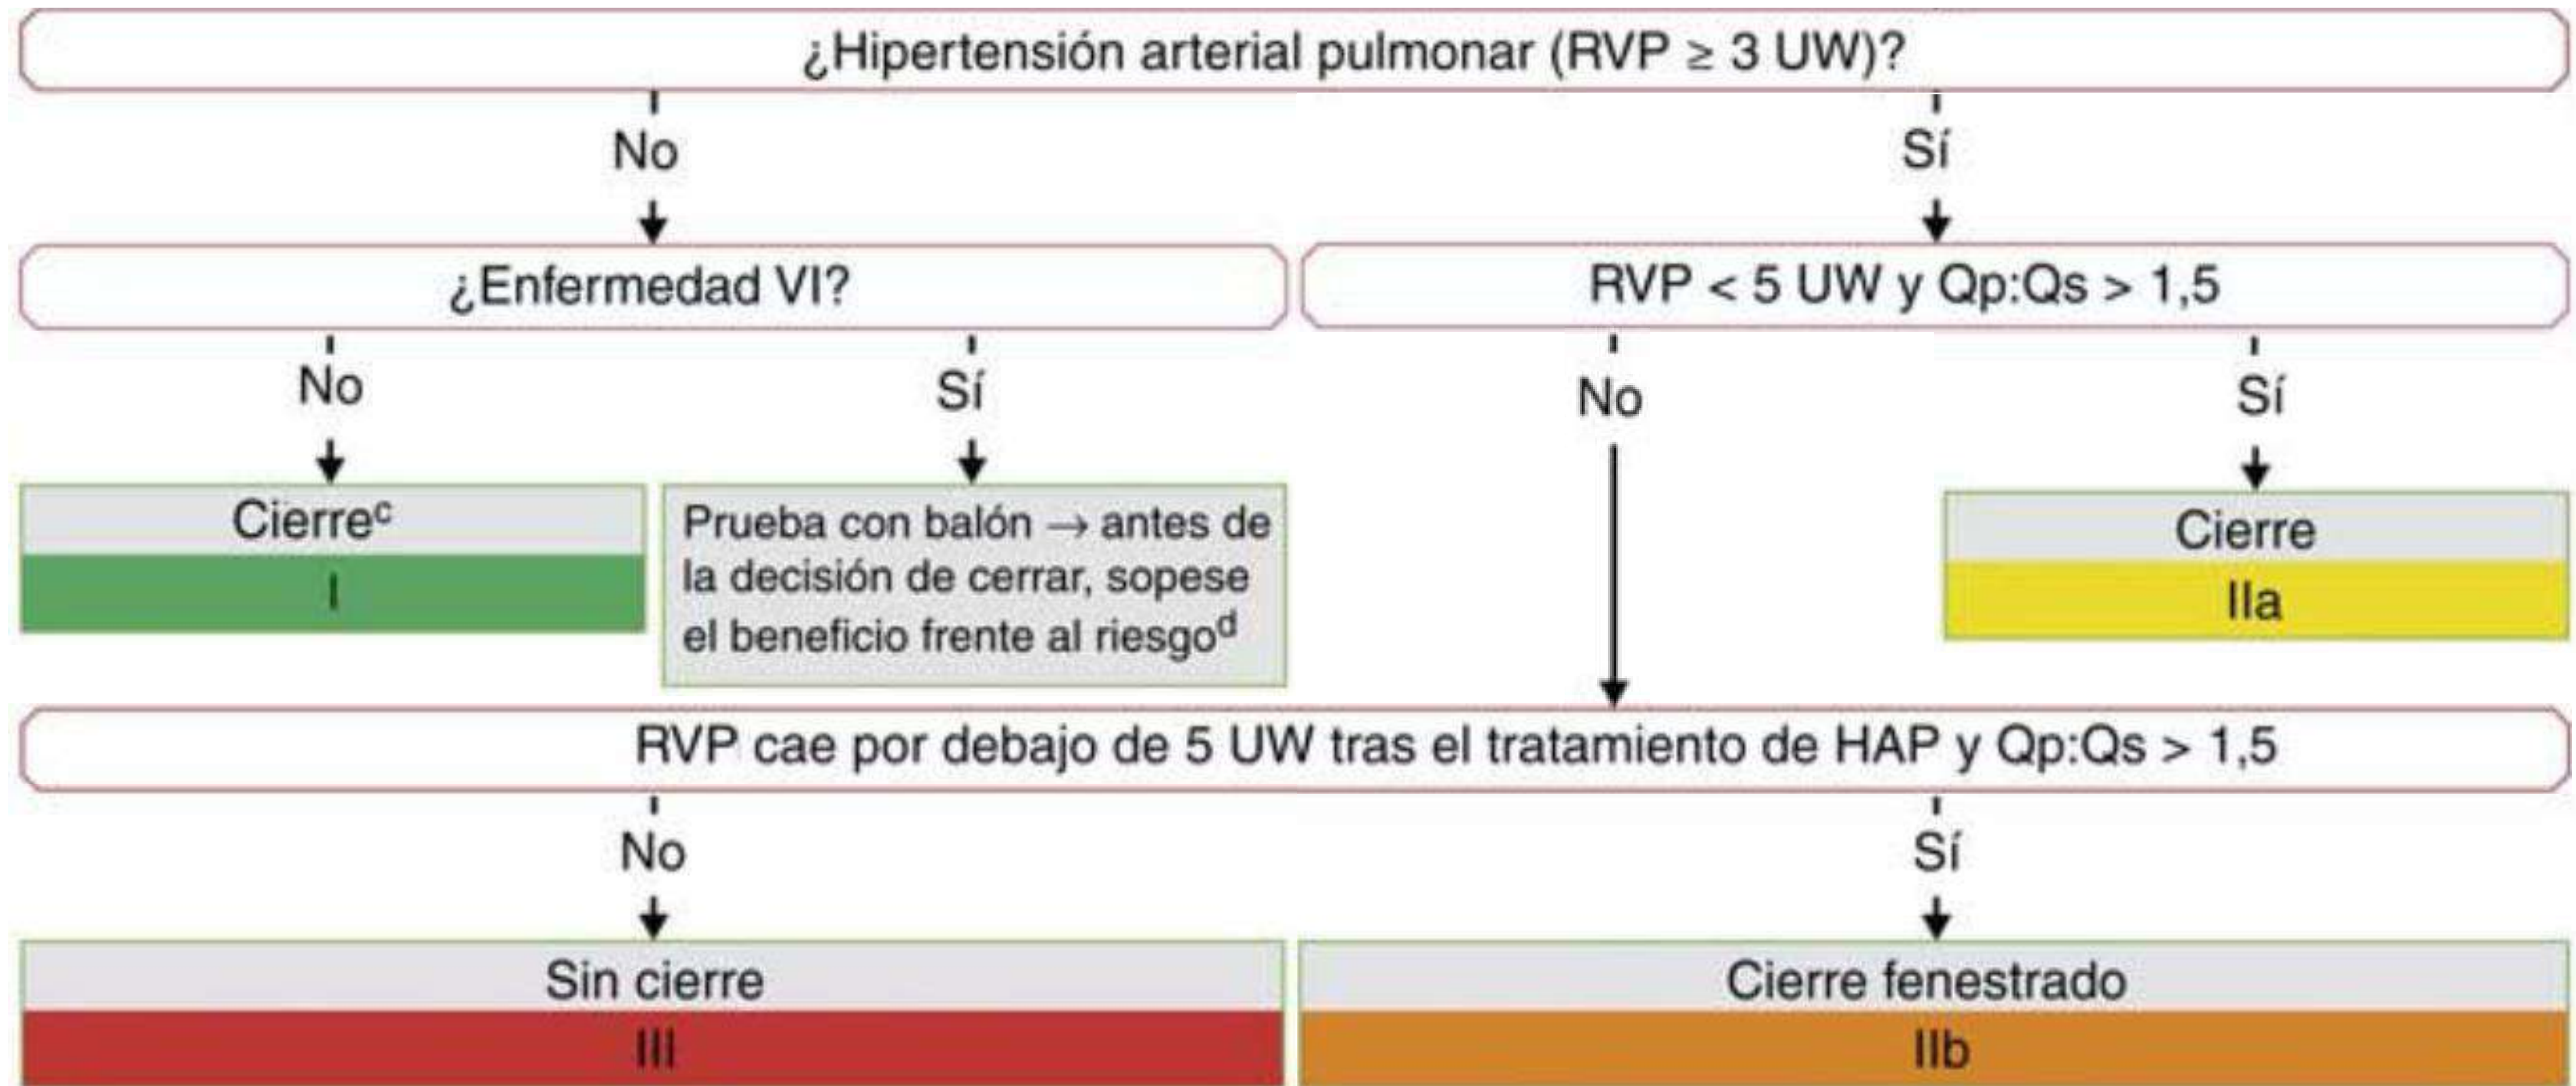 ¿Hipertensión arterial pulmonar (RVP ≥ 3 UW)?
No
Sí
¿Enfermedad VI?
RVP < 5 UW y Qp:Qs > 1,5
No
Sí
No
Sí
Cierreᶜ
I
Prueba con balón → antes de
la decisión de cerrar, sopese
el beneficio frente al riesgoᵈ
Cierre
IIa
RVP cae por debajo de 5 UW tras el tratamiento de HAP y Qp:Qs > 1,5
No
Sí
Sin cierre
III
Cierre fenestrado
IIb